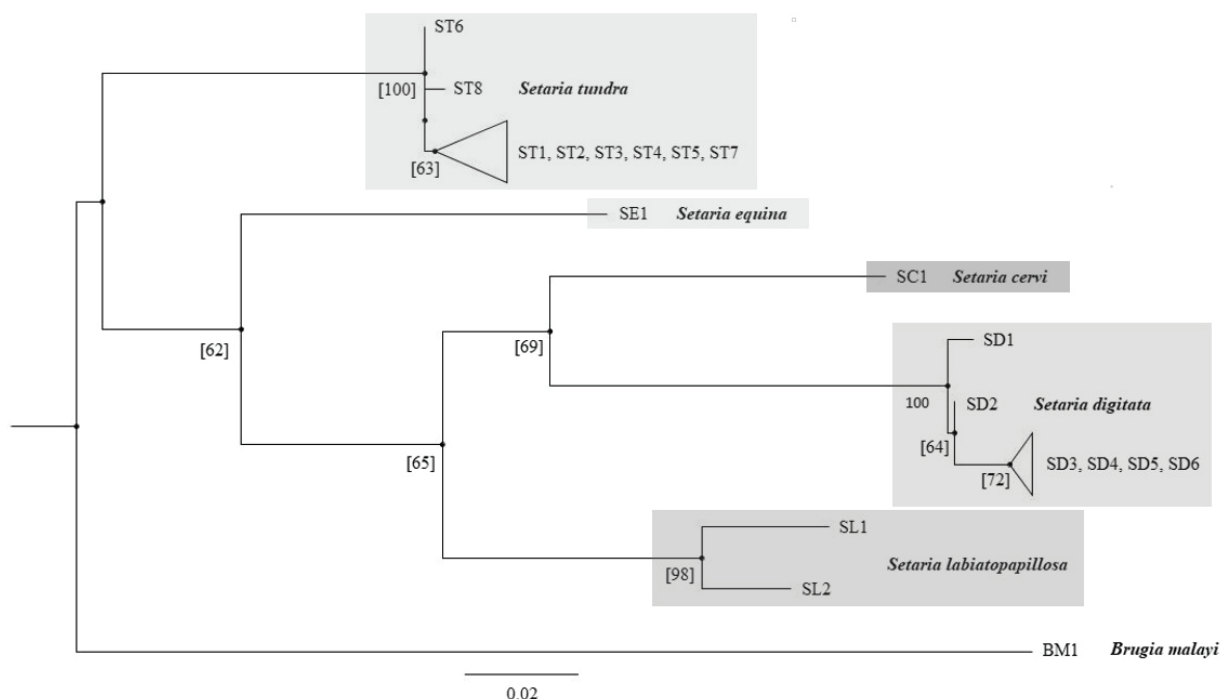 ST6
[100]
ST8 Setaria tundra
ST1, ST2, ST3, ST4, ST5, ST7
[63]
SE1 Setaria equina
SC1 Setaria cervi
[62]
[69]
SD1
100
SD2 Setaria digitata
[64]
[65]
SD3, SD4, SD5, SD6
[72]
SL1
Setaria labiatopapillosa
[98]
SL2
BM1 Brugia malayi
0.02